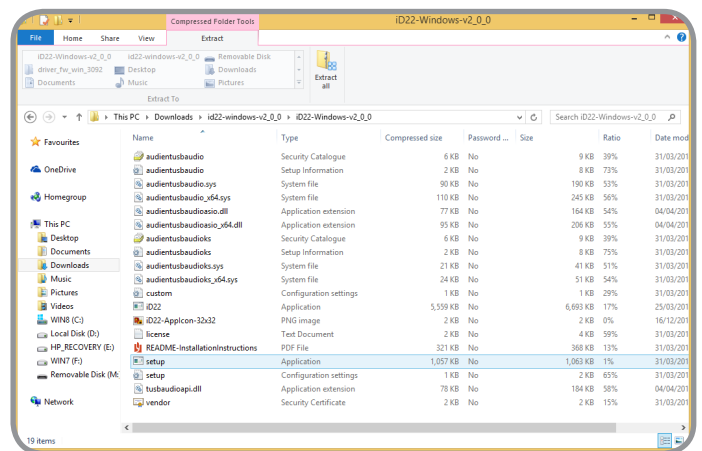 Compressed Folder Tools
iD22-Windows-v2_0_0
File Home Share View Extract
iD22-Windows-v2_0_0 id22-windows-v2_0_0 Removable Disk
driver_fw_win_3092 Desktop Downloads
Documents Music Pictures
Extract all
Extract To
This PC Downloads id22-windows-v2_0_0 iD22-Windows-v2_0_0 Search iD22-Windows-v2_0_0
Name Type Compressed size Password ... Size Ratio Date mod
audientusbaudio Security Catalogue 6 KB No 9 KB 39% 31/03/201
audientusbaudio Setup Information 2 KB No 8 KB 73% 31/03/201
audientusbaudio.sys System file 90 KB No 190 KB 53% 31/03/201
audientusbaudio_x64.sys System file 110 KB No 245 KB 56% 31/03/201
audientusbaudioasio.dll Application extension 77 KB No 164 KB 54% 04/04/201
audientusbaudioasio_x64.dll Application extension 95 KB No 206 KB 55% 04/04/201
audientusbaudioks Security Catalogue 6 KB No 9 KB 39% 31/03/201
audientusbaudioks Setup Information 2 KB No 8 KB 75% 31/03/201
audientusbaudioks.sys System file 21 KB No 41 KB 51% 31/03/201
audientusbaudioks_x64.sys System file 24 KB No 51 KB 54% 31/03/201
custom Configuration settings 1 KB No 1 KB 29% 31/03/201
iD22 Application 5,559 KB No 6,693 KB 17% 25/03/201
iD22-AppIcon-32x32 PNG image 2 KB No 2 KB 0% 16/12/201
license Text Document 2 KB No 4 KB 59% 31/03/201
README-InstallationInstructions PDF File 321 KB No 368 KB 13% 31/03/201
setup Application 1,057 KB No 1,063 KB 1% 31/03/201
setup Configuration settings 1 KB No 2 KB 65% 31/03/201
tusbaudioapi.dll Application extension 78 KB No 184 KB 58% 04/04/201
vendor Security Certificate 2 KB No 2 KB 15% 31/03/201
Favourites
OneDrive
Homegroup
This PC
Desktop
Documents
Downloads
Music
Pictures
Videos
WIN8 (C:)
Local Disk (D:)
HP_RECOVERY (E:)
WIN7 (F:)
Removable Disk (M:
Network
19 items